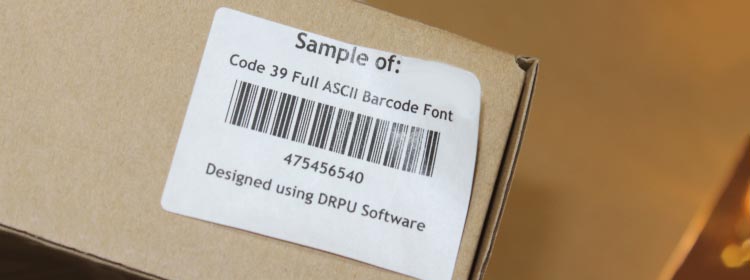 Sample of:
Code 39 Full ASCII Barcode Font
475456540
Designed using DRPU Software